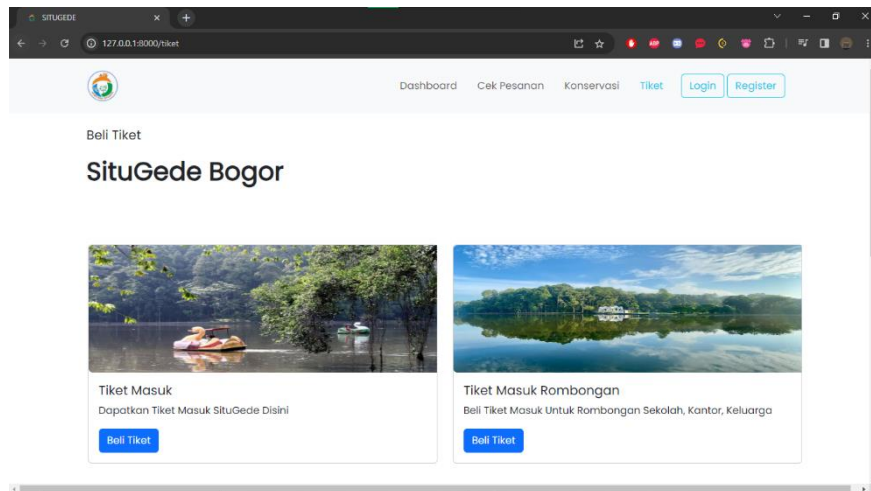 SITUGEDE
127.0.0.1:8000/tiket
Dashboard Cek Pesanan Konservasi Tiket Login Register
Beli Tiket
SituGede Bogor
Tiket Masuk
Dapatkan Tiket Masuk SituGede Disini
Beli Tiket
Tiket Masuk Rombongan
Beli Tiket Masuk Untuk Rombongan Sekolah, Kantor, Keluarga
Beli Tiket